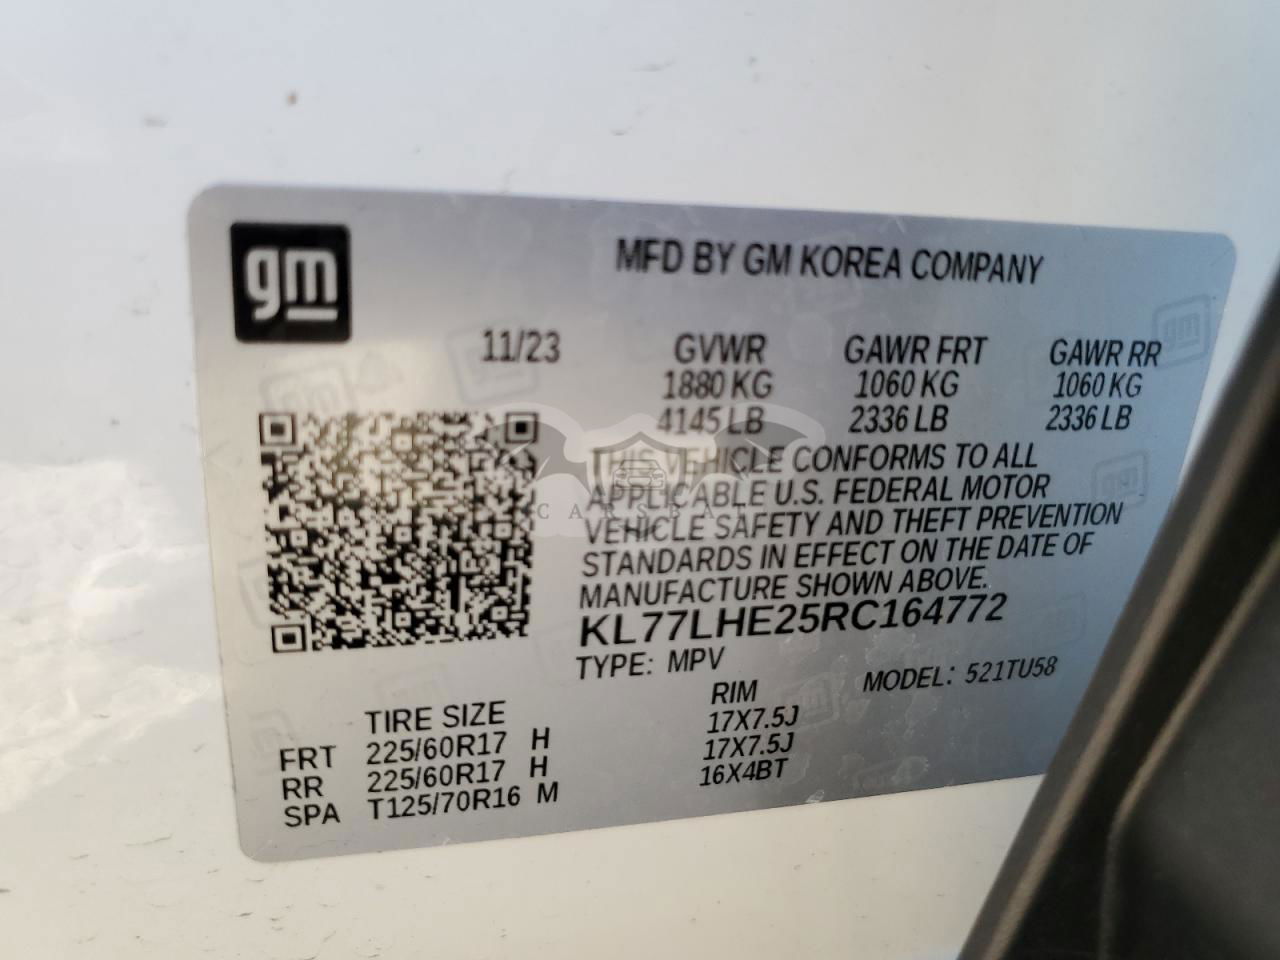 gm
MFD BY GM KOREA COMPANY
11/23 GVWR GAWR FRT GAWR RR
1880 KG 1060 KG 1060 KG
4145 LB 2336 LB 2336 LB
THIS VEHICLE CONFORMS TO ALL
APPLICABLE U.S. FEDERAL MOTOR
CARSPA
VEHICLE SAFETY AND THEFT PREVENTION
STANDARDS IN EFFECT ON THE DATE OF
MANUFACTURE SHOWN ABOVE.
KL77LHE25RC164772
TYPE: MPV MODEL: 521TU58
TIRE SIZE RIM
FRT 225/60R17 H 17X7.5J
RR 225/60R17 H 17X7.5J
SPA T125/70R16 M 16X4BT